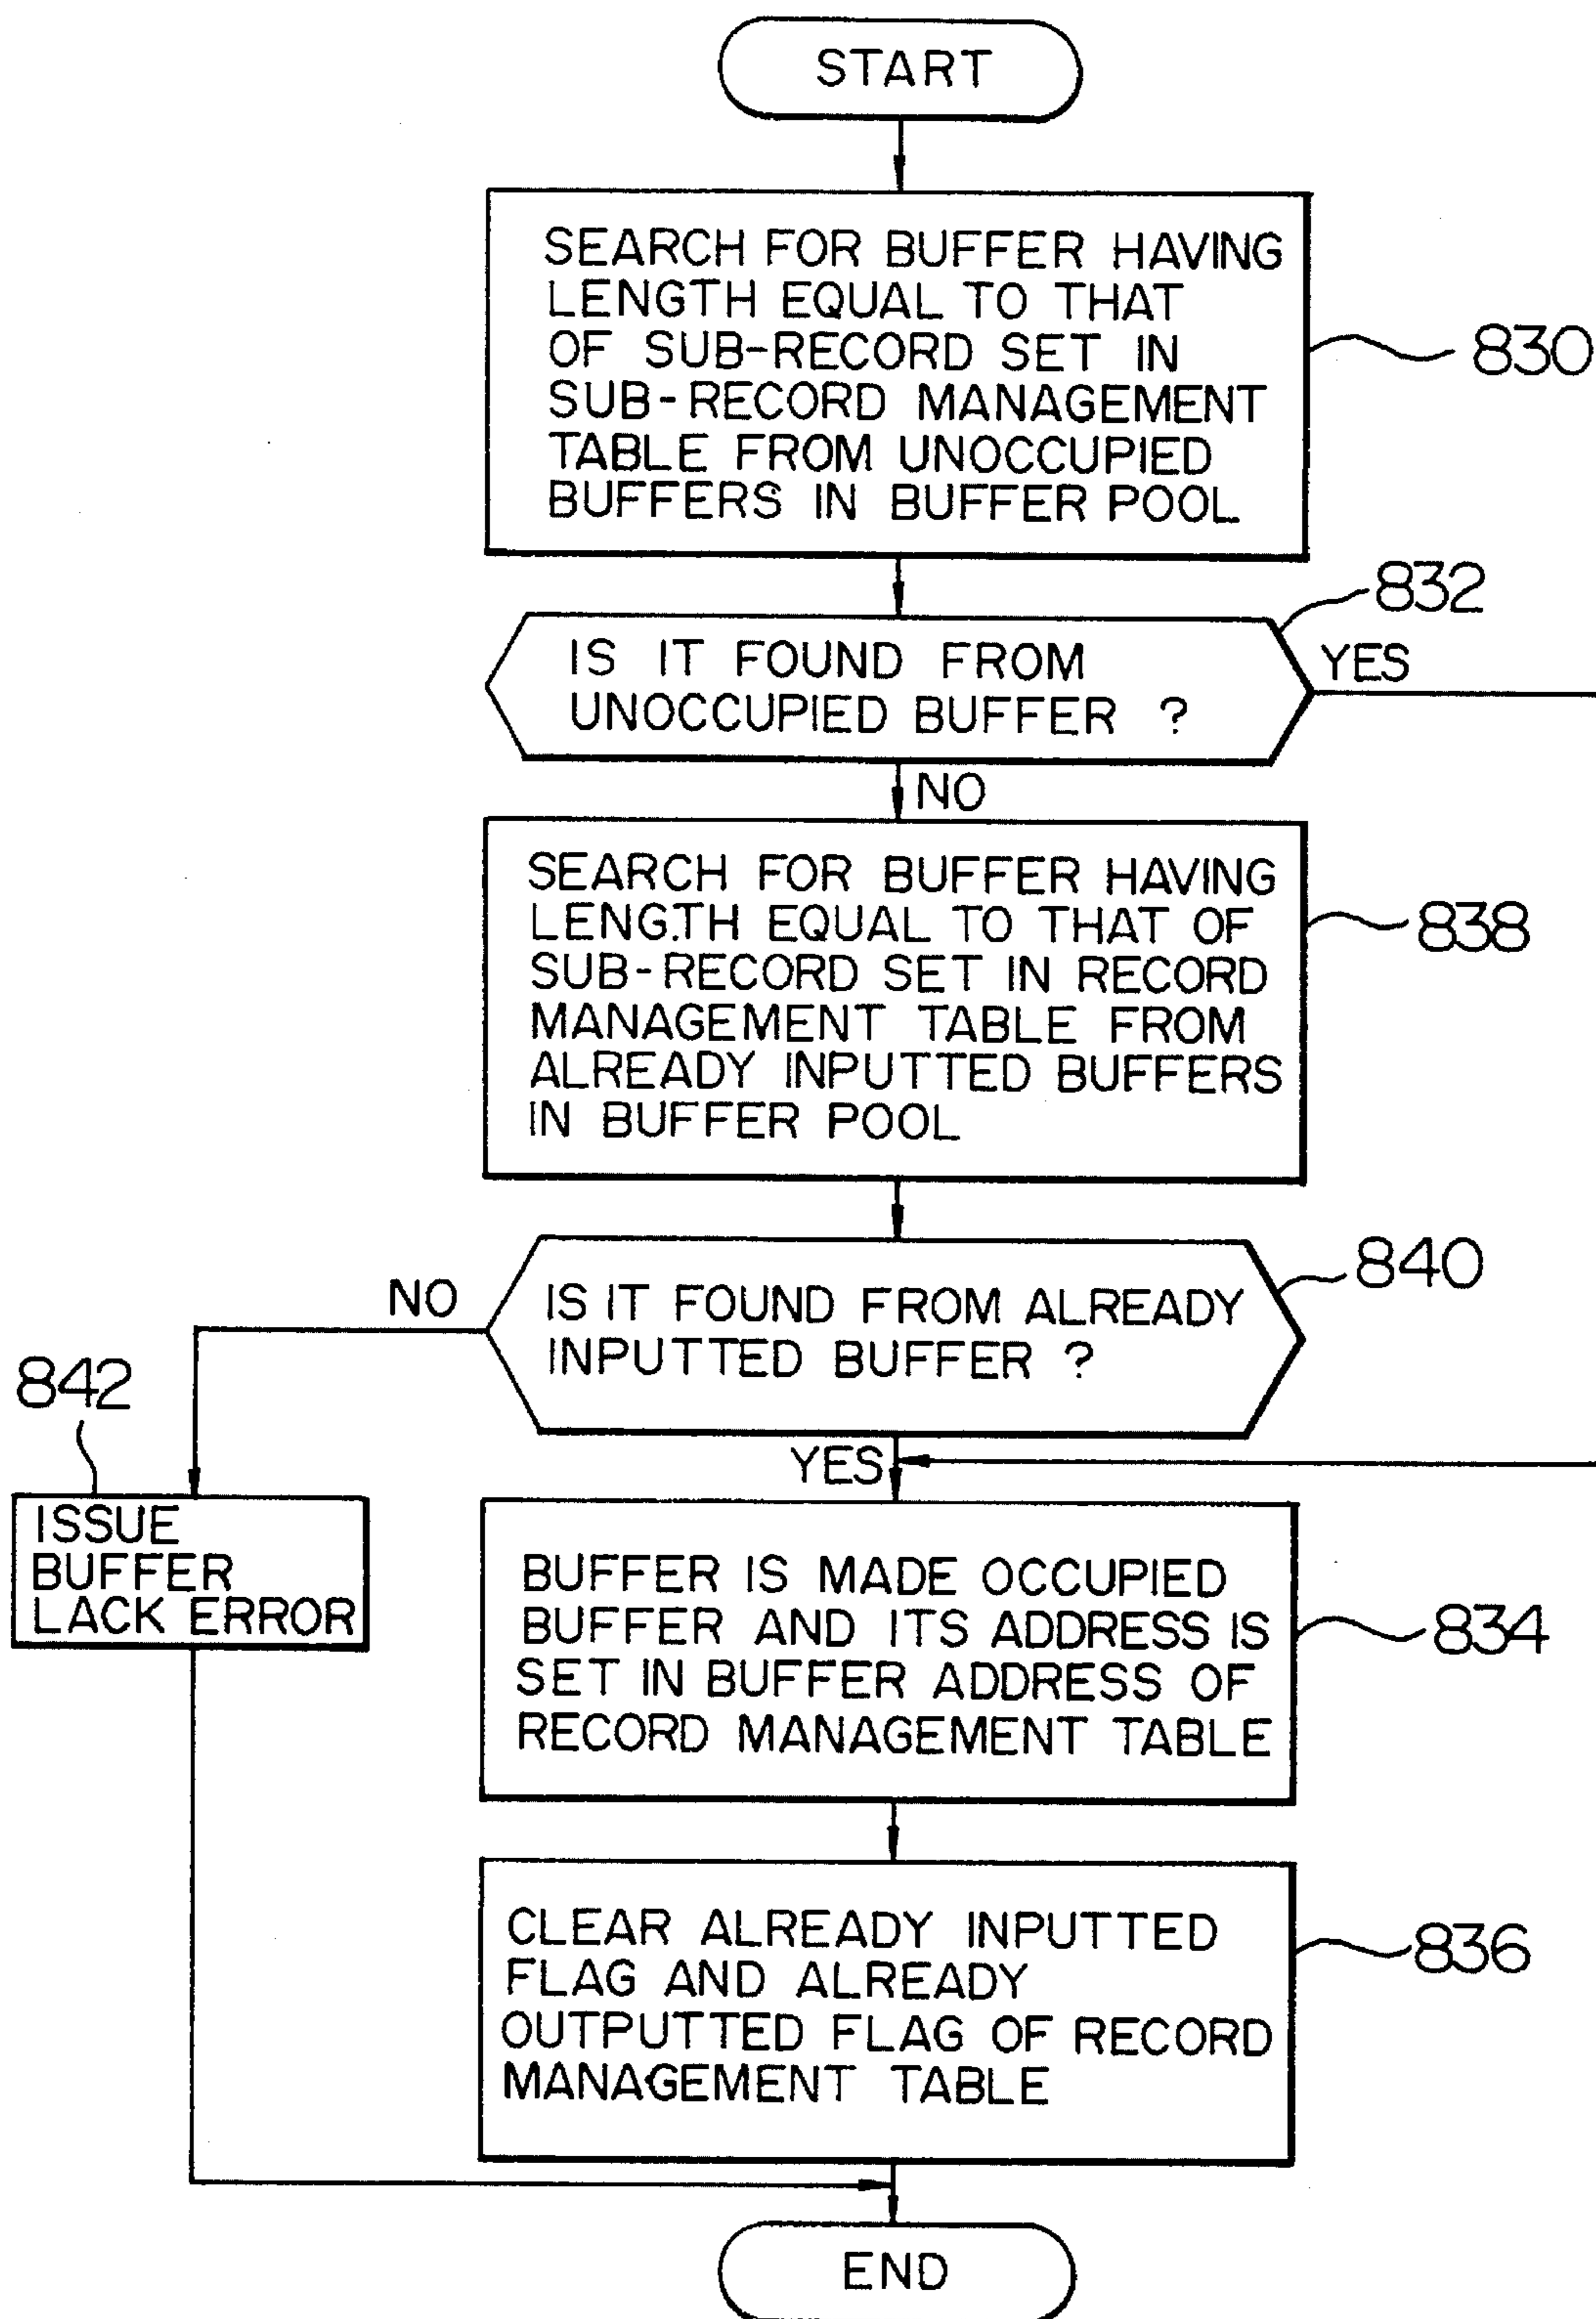 START
SEARCH FOR BUFFER HAVING
LENGTH EQUAL TO THAT
OF SUB-RECORD SET IN
SUB-RECORD MANAGEMENT
TABLE FROM UNOCCUPIED
BUFFERS IN BUFFER POOL
830
832
IS IT FOUND FROM
UNOCCUPIED BUFFER ?
YES
NO
SEARCH FOR BUFFER HAVING
LENGTH EQUAL TO THAT OF
SUB-RECORD SET IN RECORD
MANAGEMENT TABLE FROM
ALREADY INPUTTED BUFFERS
IN BUFFER POOL
838
840
NO
IS IT FOUND FROM ALREADY
INPUTTED BUFFER ?
842
YES
ISSUE
BUFFER
LACK ERROR
BUFFER IS MADE OCCUPIED
BUFFER AND ITS ADDRESS IS
SET IN BUFFER ADDRESS OF
RECORD MANAGEMENT TABLE
834
CLEAR ALREADY INPUTTED
FLAG AND ALREADY
OUTPUTTED FLAG OF RECORD
MANAGEMENT TABLE
836
END